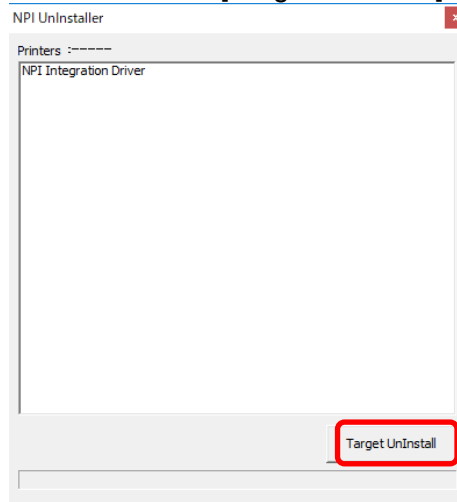 NPI UnInstaller
Printers :-----
NPI Integration Driver
Target UnInstall